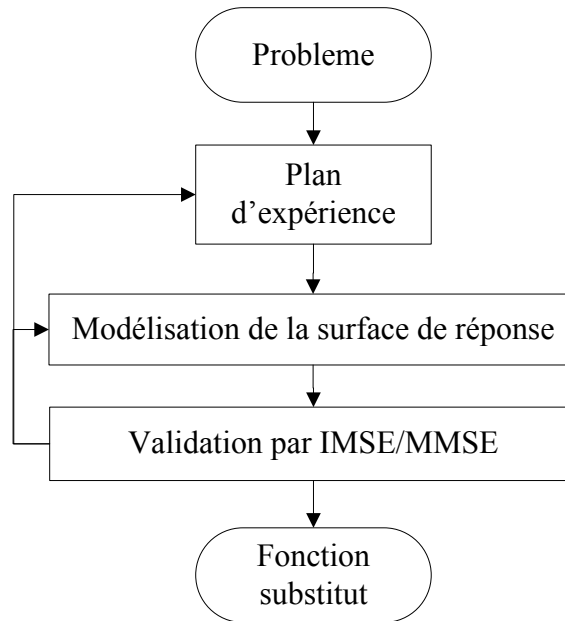 Probleme
Plan
d’expérience
Modélisation de la surface de réponse
Validation par IMSE/MMSE
Fonction
substitut